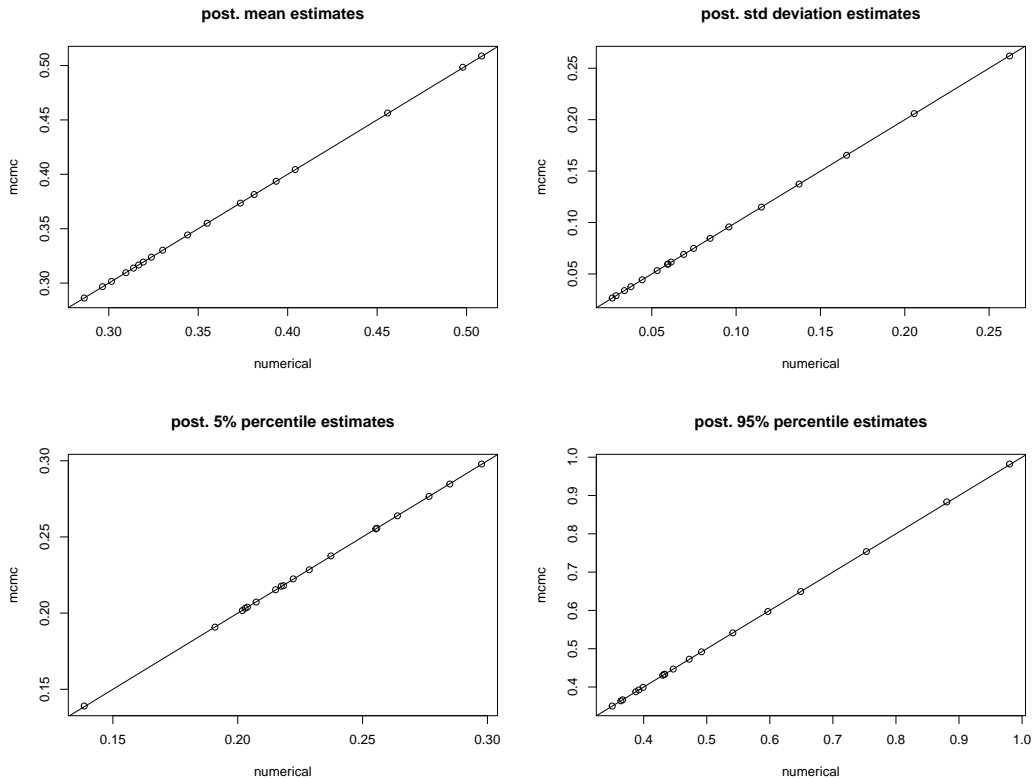 post. mean estimates
mcmc
0.30 0.35 0.40 0.45 0.50
0.30 0.35 0.40 0.45 0.50
numerical
post. std deviation estimates
mcmc
0.05 0.10 0.15 0.20 0.25
0.05 0.10 0.15 0.20 0.25
numerical
post. 5% percentile estimates
mcmc
0.15 0.20 0.25 0.30
0.15 0.20 0.25 0.30
numerical
post. 95% percentile estimates
mcmc
0.4 0.5 0.6 0.7 0.8 0.9 1.0
0.4 0.5 0.6 0.7 0.8 0.9 1.0
numerical